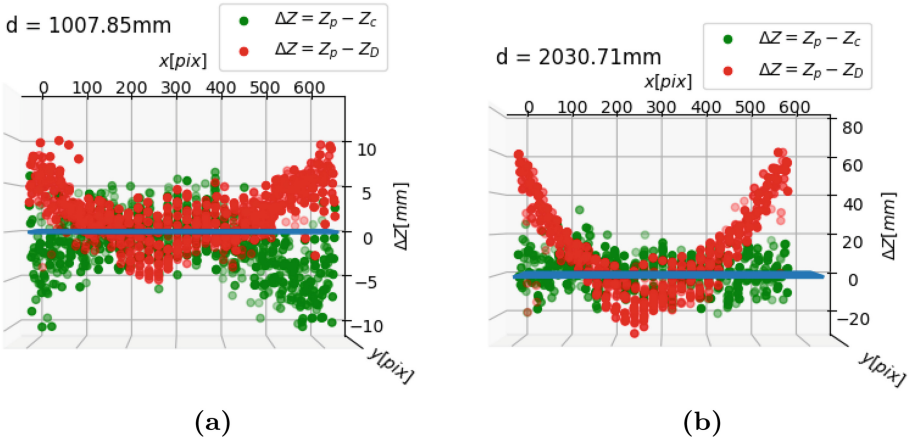 d = 1007.85mm
ΔZ = Z_p − Z_c
ΔZ = Z_p − Z_D
x[pix]
0 100 200 300 400 500 600
10
5
0
−5
−10
ΔZ[mm]
y[pix]
(a)
d = 2030.71mm
ΔZ = Z_p − Z_c
ΔZ = Z_p − Z_D
x[pix]
0 100 200 300 400 500 600
80
60
40
20
0
−20
ΔZ[mm]
y[pix]
(b)